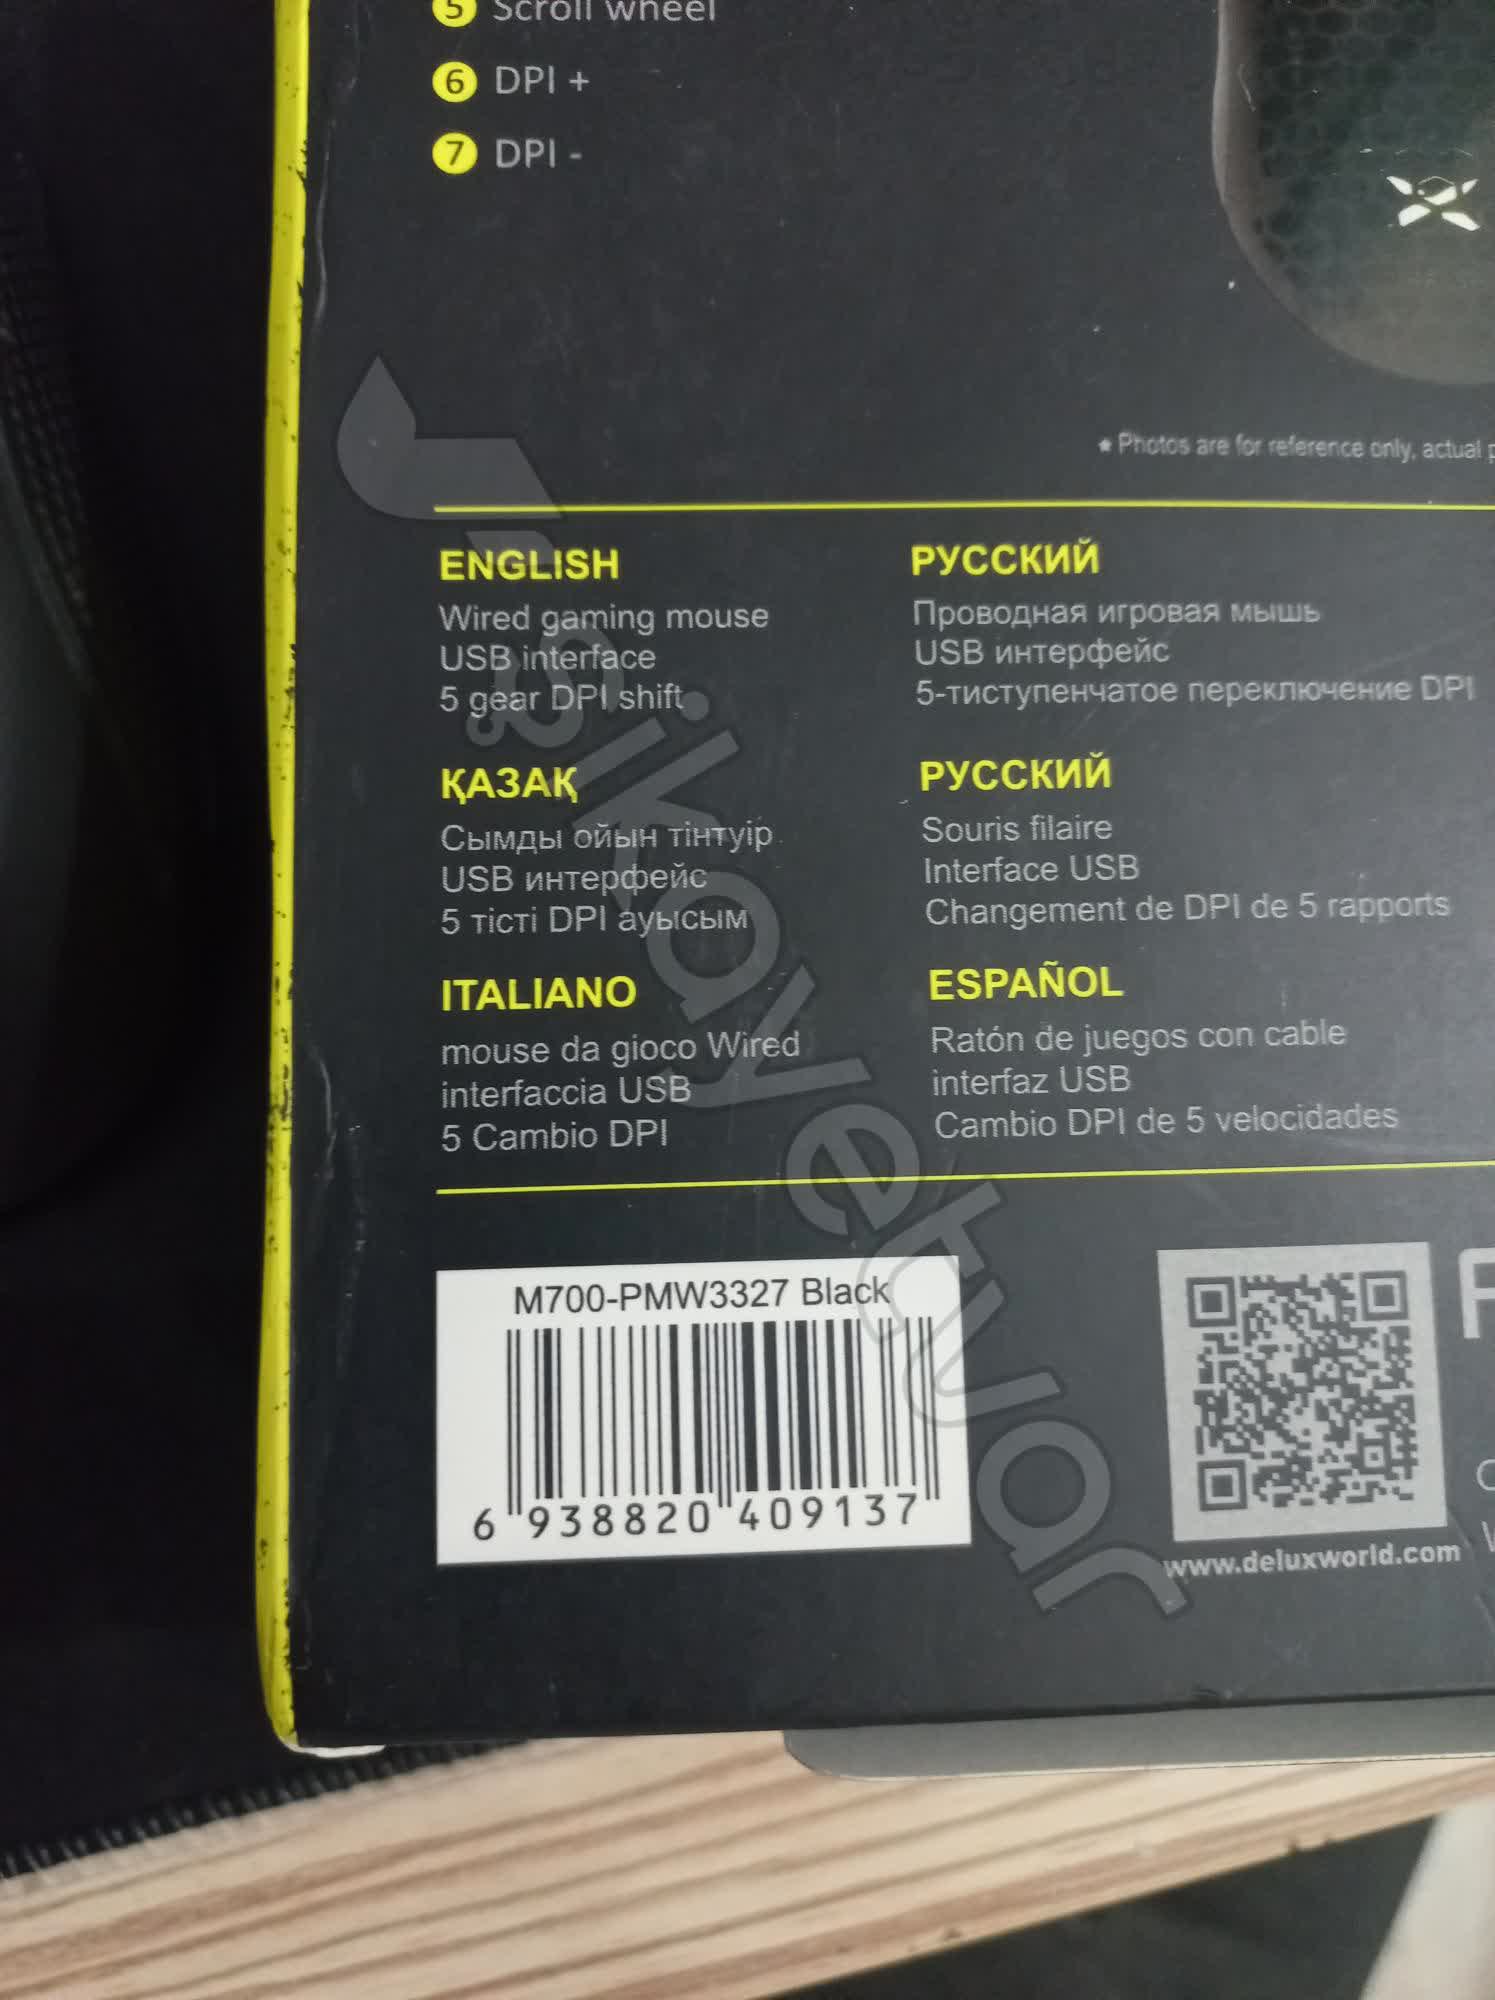 5 Scroll wheel
6 DPI +
7 DPI -
* Photos are for reference only, actual
ENGLISH
Wired gaming mouse
USB interface
5 gear DPI shift
РУССКИЙ
Проводная игровая мышь
USB интерфейс
5-тиступенчатое переключение DPI
ҚАЗАҚ
Сымды ойын тінтуір
USB интерфейс
5 тісті DPI ауысым
РУССКИЙ
Souris filaire
Interface USB
Changement de DPI de 5 rapports
ITALIANO
mouse da gioco Wired
interfaccia USB
5 Cambio DPI
ESPAÑOL
Ratón de juegos con cable
interfaz USB
Cambio DPI de 5 velocidades
M700-PMW3327 Black
6 938820 409137
www.deluxworld.com
şikayetvar